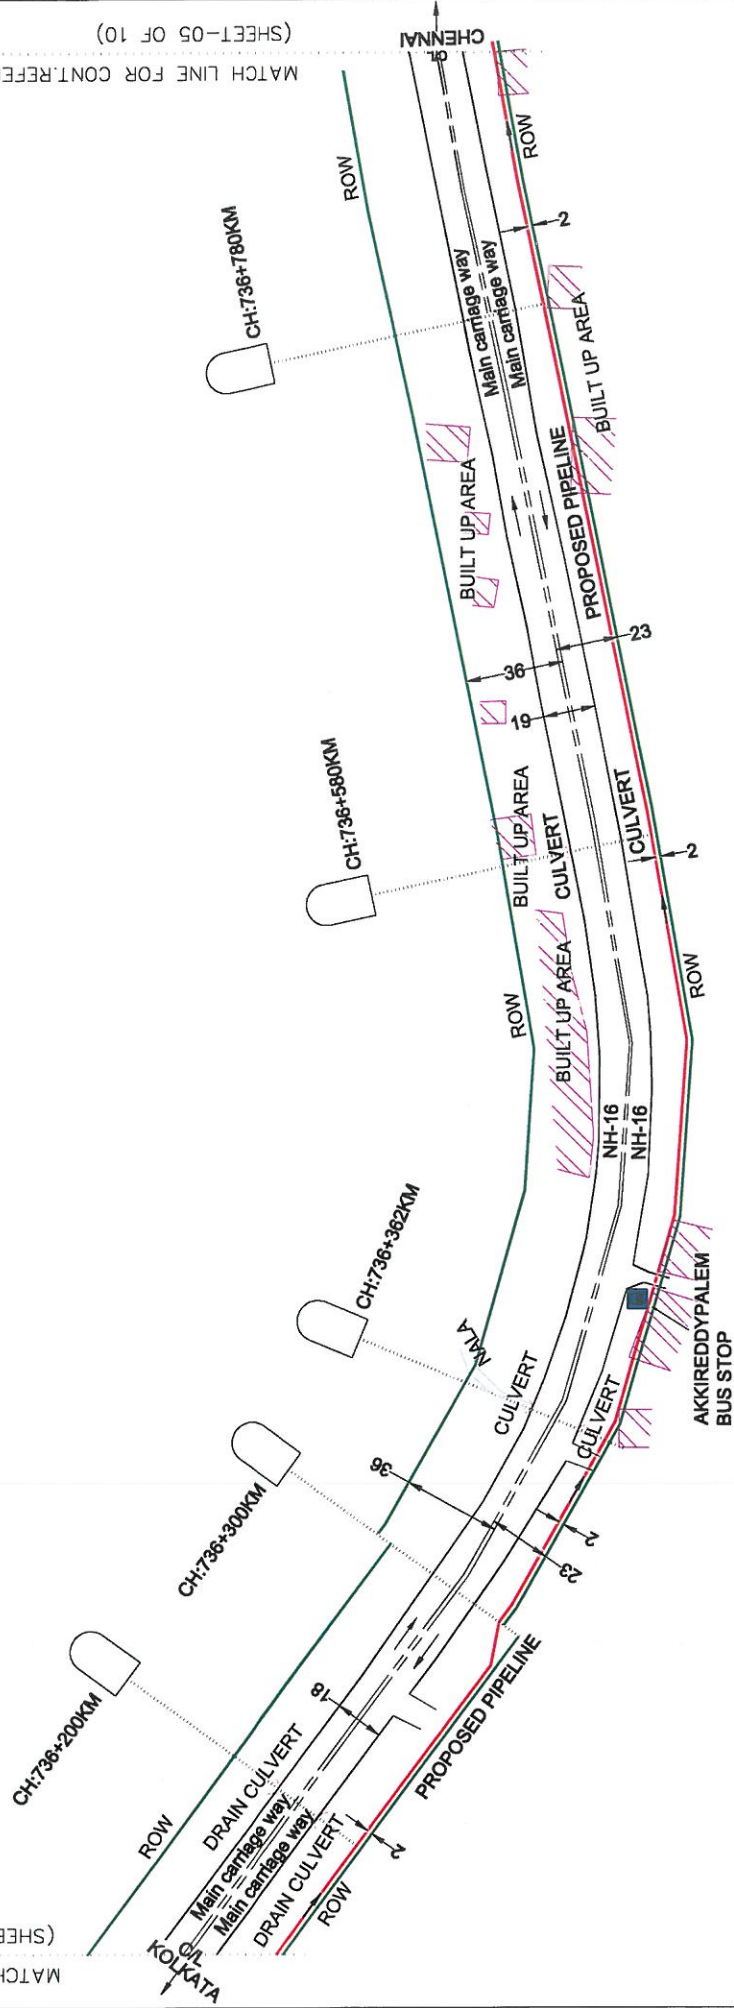 (SHEET-05 OF 10)
MATCH LINE FOR CONT.REFE
CHENNAI
ROW
ROW
2
CH:736+780KM
Main carriage way
Main carriage way
BUILT UP AREA
BUILT UP AREA
PROPOSED PIPELINE
23
36
19
CH:736+580KM
BUILT UP AREA
CULVERT
CULVERT
2
BUILT UP AREA
ROW
ROW
NH-16
NH-16
CH:736+362KM
NALA
CULVERT
CULVERT
AKKIREDDYPALEM
BUS STOP
36
CH:736+300KM
2
23
CH:736+200KM
18
PROPOSED PIPELINE
DRAIN CULVERT
Main carriage way
Main carriage way
DRAIN CULVERT
2
ROW
ROW
C/L
KOLKATA
(SHEE
MATCH